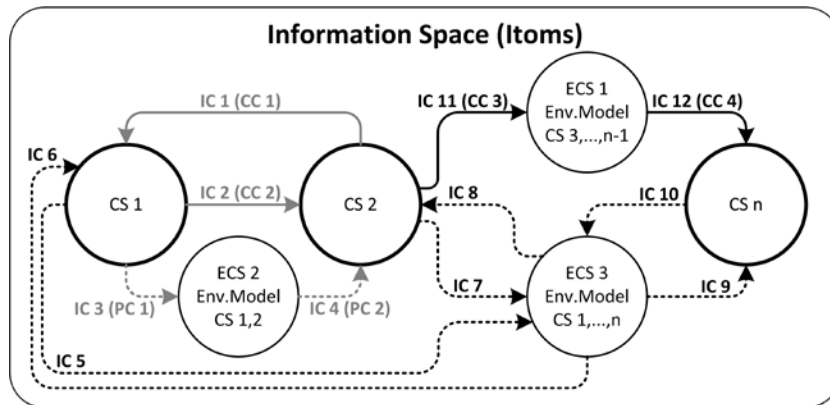 Information Space (Itoms)
IC 1 (CC 1)
IC 11 (CC 3)
ECS 1
Env.Model
CS 3,...,n-1
IC 12 (CC 4)
IC 6
CS 1
IC 2 (CC 2)
CS 2
IC 8
IC 10
CS n
IC 3 (PC 1)
ECS 2
Env.Model
CS 1,2
IC 4 (PC 2)
IC 7
ECS 3
Env.Model
CS 1,...,n
IC 9
IC 5